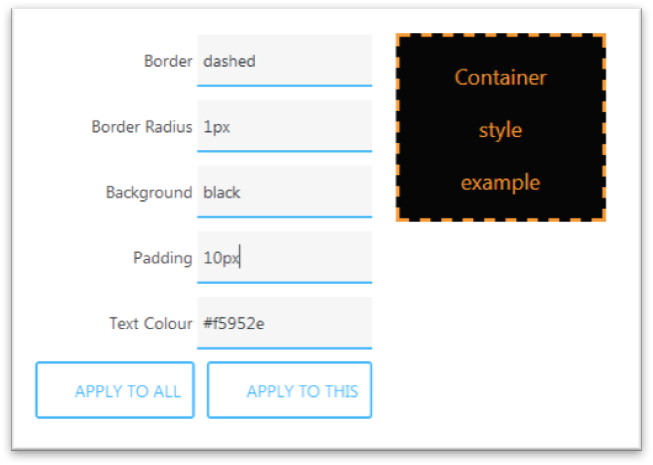 Border dashed
Border Radius 1px
Background black
Padding 10px
Text Colour #f5952e
APPLY TO ALL APPLY TO THIS
Container
style
example